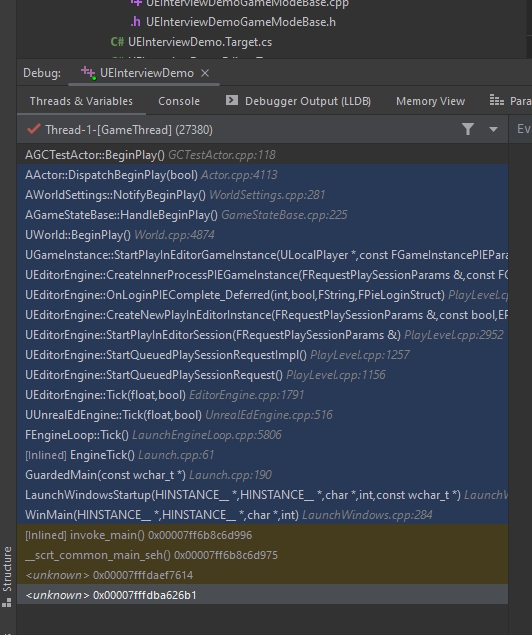 UEInterviewDemoGameModeBase.cpp
UEInterviewDemoGameModeBase.h
C# UEInterviewDemo.Target.cs
Debug: UEInterviewDemo ×
Threads & Variables Console Debugger Output (LLDB) Memory View Para
Thread-1-[GameThread] (27380) Ev
AGCTestActor::BeginPlay() GCTestActor.cpp:118
AActor::DispatchBeginPlay(bool) Actor.cpp:4113
AWorldSettings::NotifyBeginPlay() WorldSettings.cpp:281
AGameStateBase::HandleBeginPlay() GameStateBase.cpp:225
UWorld::BeginPlay() World.cpp:4874
UGameInstance::StartPlayInEditorGameInstance(ULocalPlayer *,const FGameInstancePIEPara
UEditorEngine::CreateInnerProcessPIEGameInstance(FRequestPlaySessionParams &,const FG
UEditorEngine::OnLoginPIEComplete_Deferred(int,bool,FString,FPieLoginStruct) PlayLevel.cp
UEditorEngine::CreateNewPlayInEditorInstance(FRequestPlaySessionParams &,const bool,EP
UEditorEngine::StartPlayInEditorSession(FRequestPlaySessionParams &) PlayLevel.cpp:2952
UEditorEngine::StartQueuedPlaySessionRequestImpl() PlayLevel.cpp:1257
UEditorEngine::StartQueuedPlaySessionRequest() PlayLevel.cpp:1156
UEditorEngine::Tick(float,bool) EditorEngine.cpp:1791
UUnrealEdEngine::Tick(float,bool) UnrealEdEngine.cpp:516
FEngineLoop::Tick() LaunchEngineLoop.cpp:5806
[Inlined] EngineTick() Launch.cpp:61
GuardedMain(const wchar_t *) Launch.cpp:190
LaunchWindowsStartup(HINSTANCE__ *,HINSTANCE__ *,char *,int,const wchar_t *) LaunchW
WinMain(HINSTANCE__ *,HINSTANCE__ *,char *,int) LaunchWindows.cpp:284
[Inlined] invoke_main() 0x00007ff6b8c6d996
__scrt_common_main_seh() 0x00007ff6b8c6d975
<unknown> 0x00007fffdaef7614
<unknown> 0x00007fffdba626b1
Structure